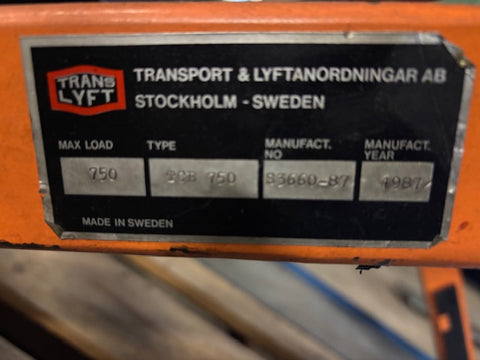 TRANS LYFT
TRANSPORT & LYFTANORDNINGAR AB
STOCKHOLM - SWEDEN
MAX LOAD TYPE MANUFACT. NO MANUFACT. YEAR
750 750 83660-87 1987
MADE IN SWEDEN